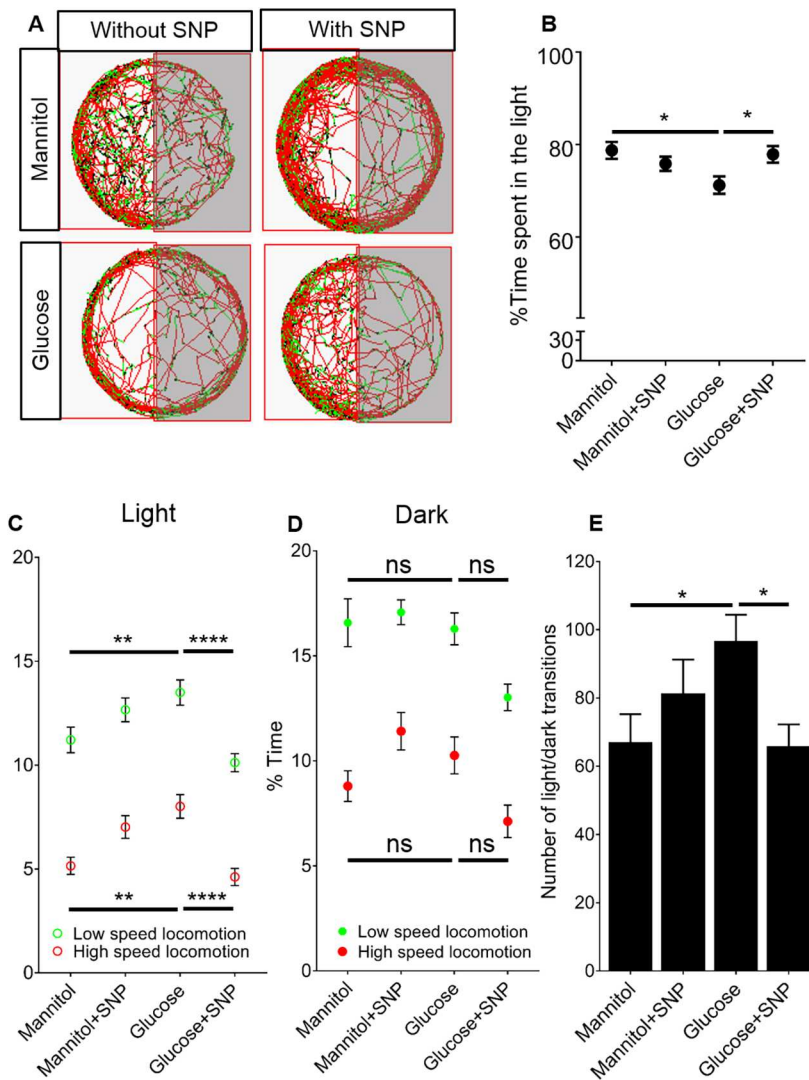 A
Without SNP
With SNP
Mannitol
Glucose
B
%Time spent in the light
100
80
60
30
0
*
*
Mannitol
Mannitol+SNP
Glucose
Glucose+SNP
C
Light
20
15
10
5
0
**
****
**
****
Low speed locomotion
High speed locomotion
Mannitol
Mannitol+SNP
Glucose
Glucose+SNP
D
Dark
% Time
20
15
10
5
0
ns
ns
ns
ns
Low speed locomotion
High speed locomotion
Mannitol
Mannitol+SNP
Glucose
Glucose+SNP
E
Number of light/dark transitions
120
100
80
60
40
20
0
*
*
Mannitol
Mannitol+SNP
Glucose
Glucose+SNP